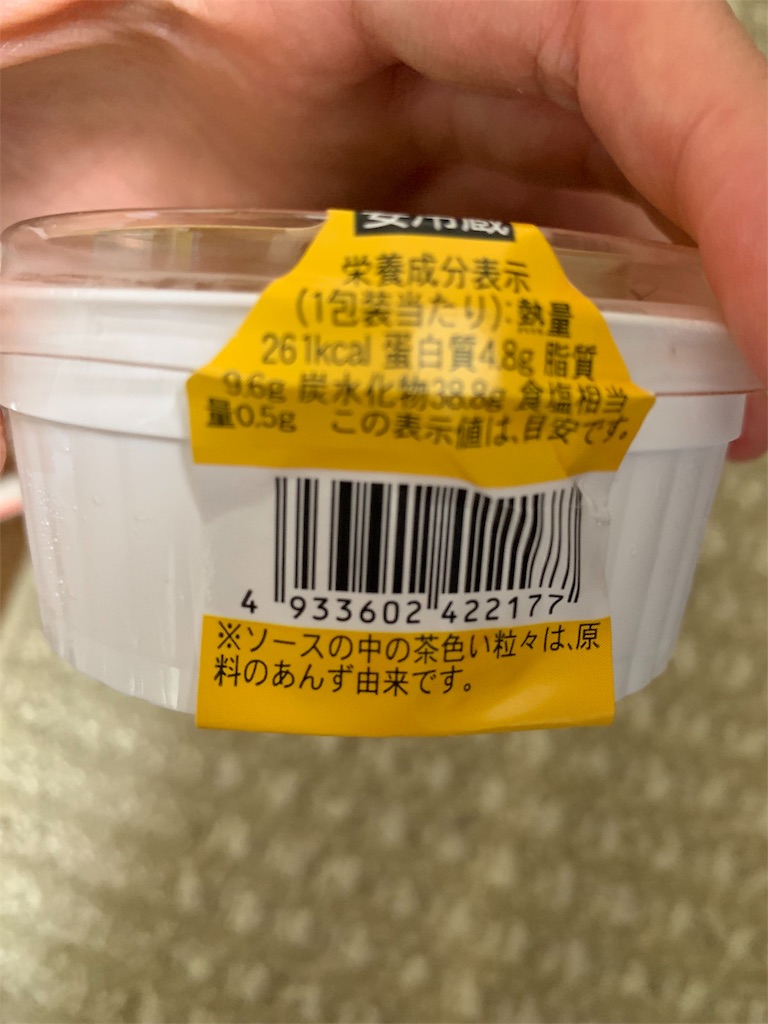 要冷蔵
栄養成分表示
(1包装当たり):熱量
261kcal 蛋白質4.8g 脂質
9.6g 炭水化物38.8g 食塩相当
量0.5g この表示値は、目安です。
4 933602 422177
※ソースの中の茶色い粒々は、原
料のあんず由来です。